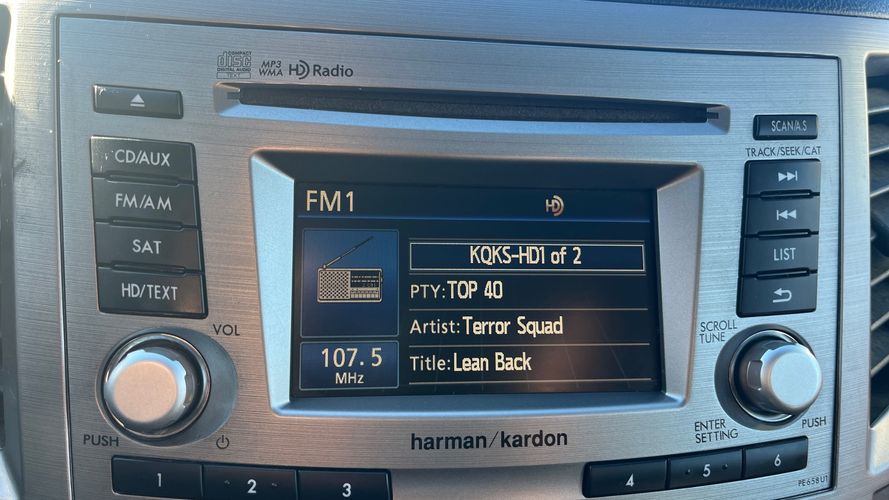 COMPACT
disc
DIGITAL AUDIO
TEXT
MP3
WMA
HD Radio
SCAN/A.S
CD/AUX
FM/AM
SAT
HD/TEXT
TRACK/SEEK/CAT
LIST
FM1
HD
KQKS-HD1 of 2
PTY:TOP 40
Artist:Terror Squad
Title:Lean Back
107.5
MHz
VOL
PUSH
SCROLL
TUNE
ENTER
SETTING
PUSH
harman/kardon
1
2
3
4
5
6
PE658U1